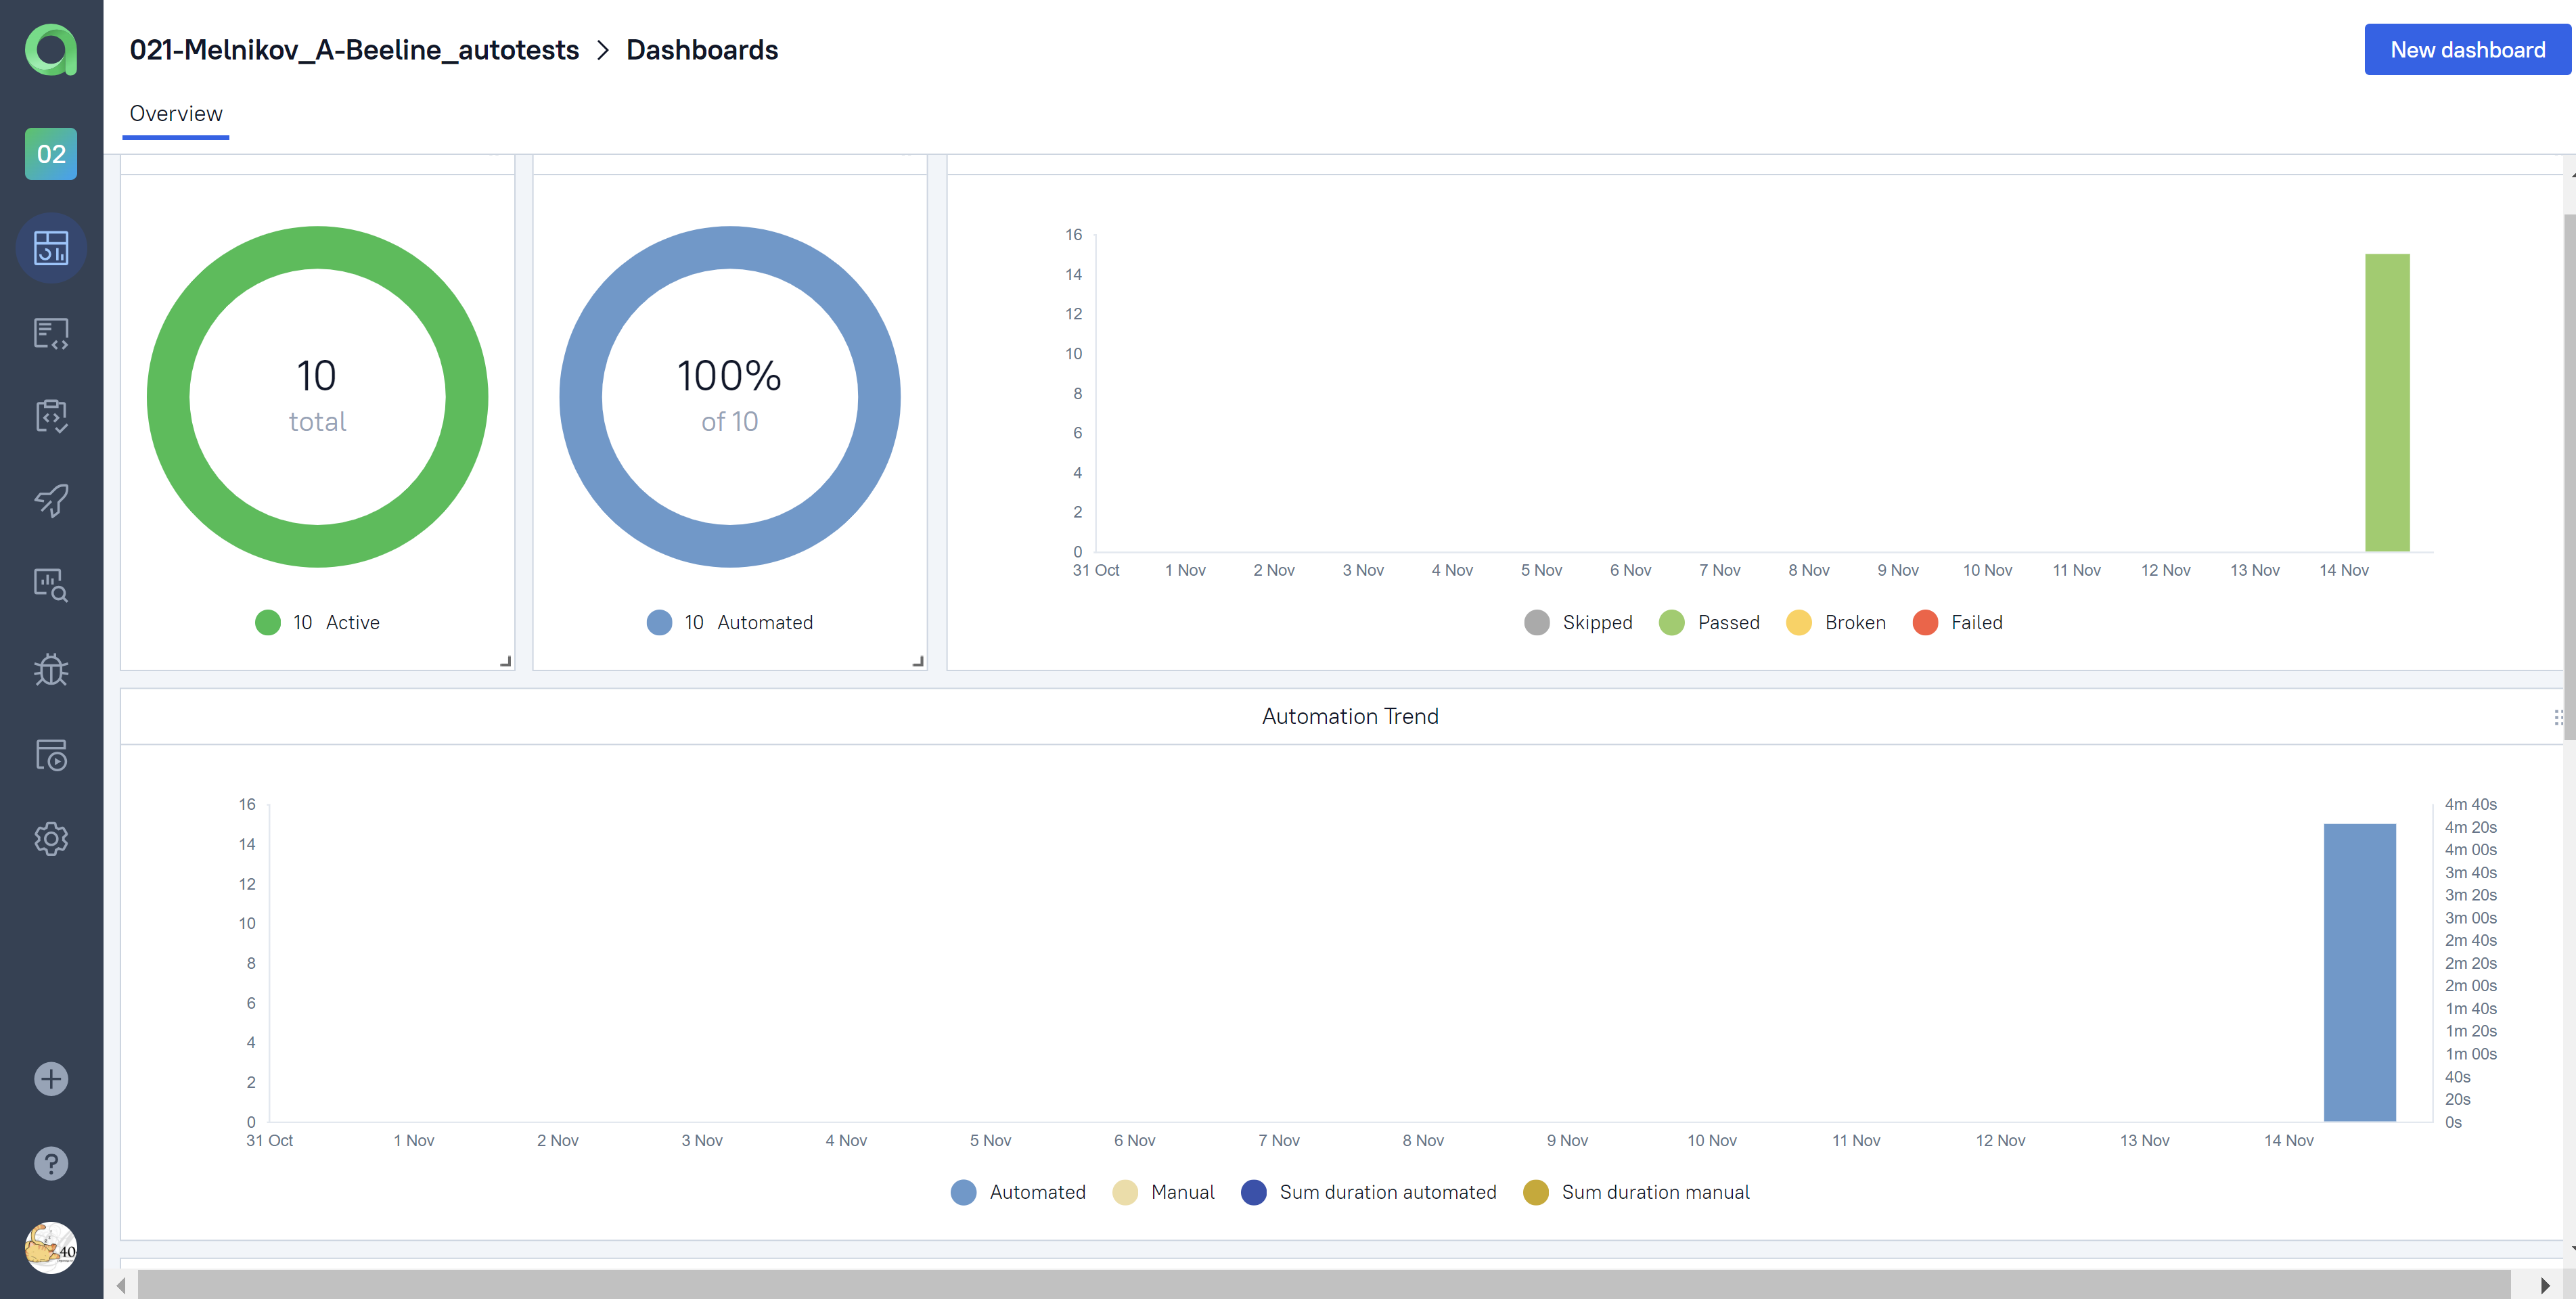 021-Melnikov_A-Beeline_autotests > Dashboards
New dashboard
Overview
02
10
total
10 Active
100%
of 10
10 Automated
16
14
12
10
8
6
4
2
0
31 Oct 1 Nov 2 Nov 3 Nov 4 Nov 5 Nov 6 Nov 7 Nov 8 Nov 9 Nov 10 Nov 11 Nov 12 Nov 13 Nov 14 Nov
Skipped Passed Broken Failed
Automation Trend
16
14
12
10
8
6
4
2
0
4m 40s
4m 20s
4m 00s
3m 40s
3m 20s
3m 00s
2m 40s
2m 20s
2m 00s
1m 40s
1m 20s
1m 00s
40s
20s
0s
31 Oct 1 Nov 2 Nov 3 Nov 4 Nov 5 Nov 6 Nov 7 Nov 8 Nov 9 Nov 10 Nov 11 Nov 12 Nov 13 Nov 14 Nov
Automated Manual Sum duration automated Sum duration manual
?
40